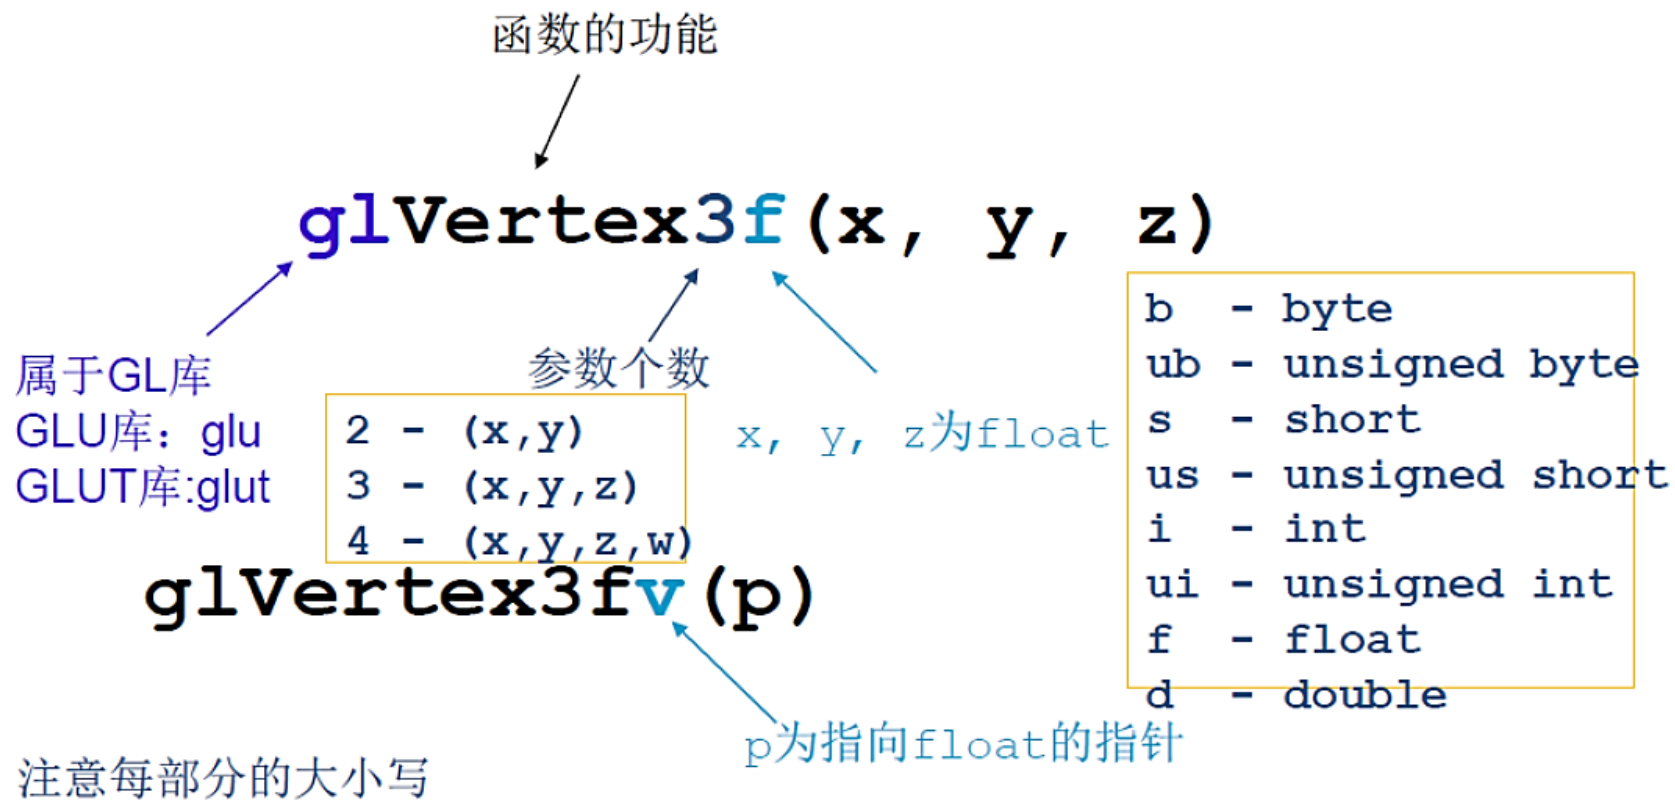 函数的功能
glVertex3f(x, y, z)
属于GL库
GLU库：glu
GLUT库:glut
参数个数
2 - (x,y)
3 - (x,y,z)
4 - (x,y,z,w)
x, y, z为float
b - byte
ub - unsigned byte
s - short
us - unsigned short
i - int
ui - unsigned int
f - float
d - double
glVertex3fv(p)
p为指向float的指针
注意每部分的大小写